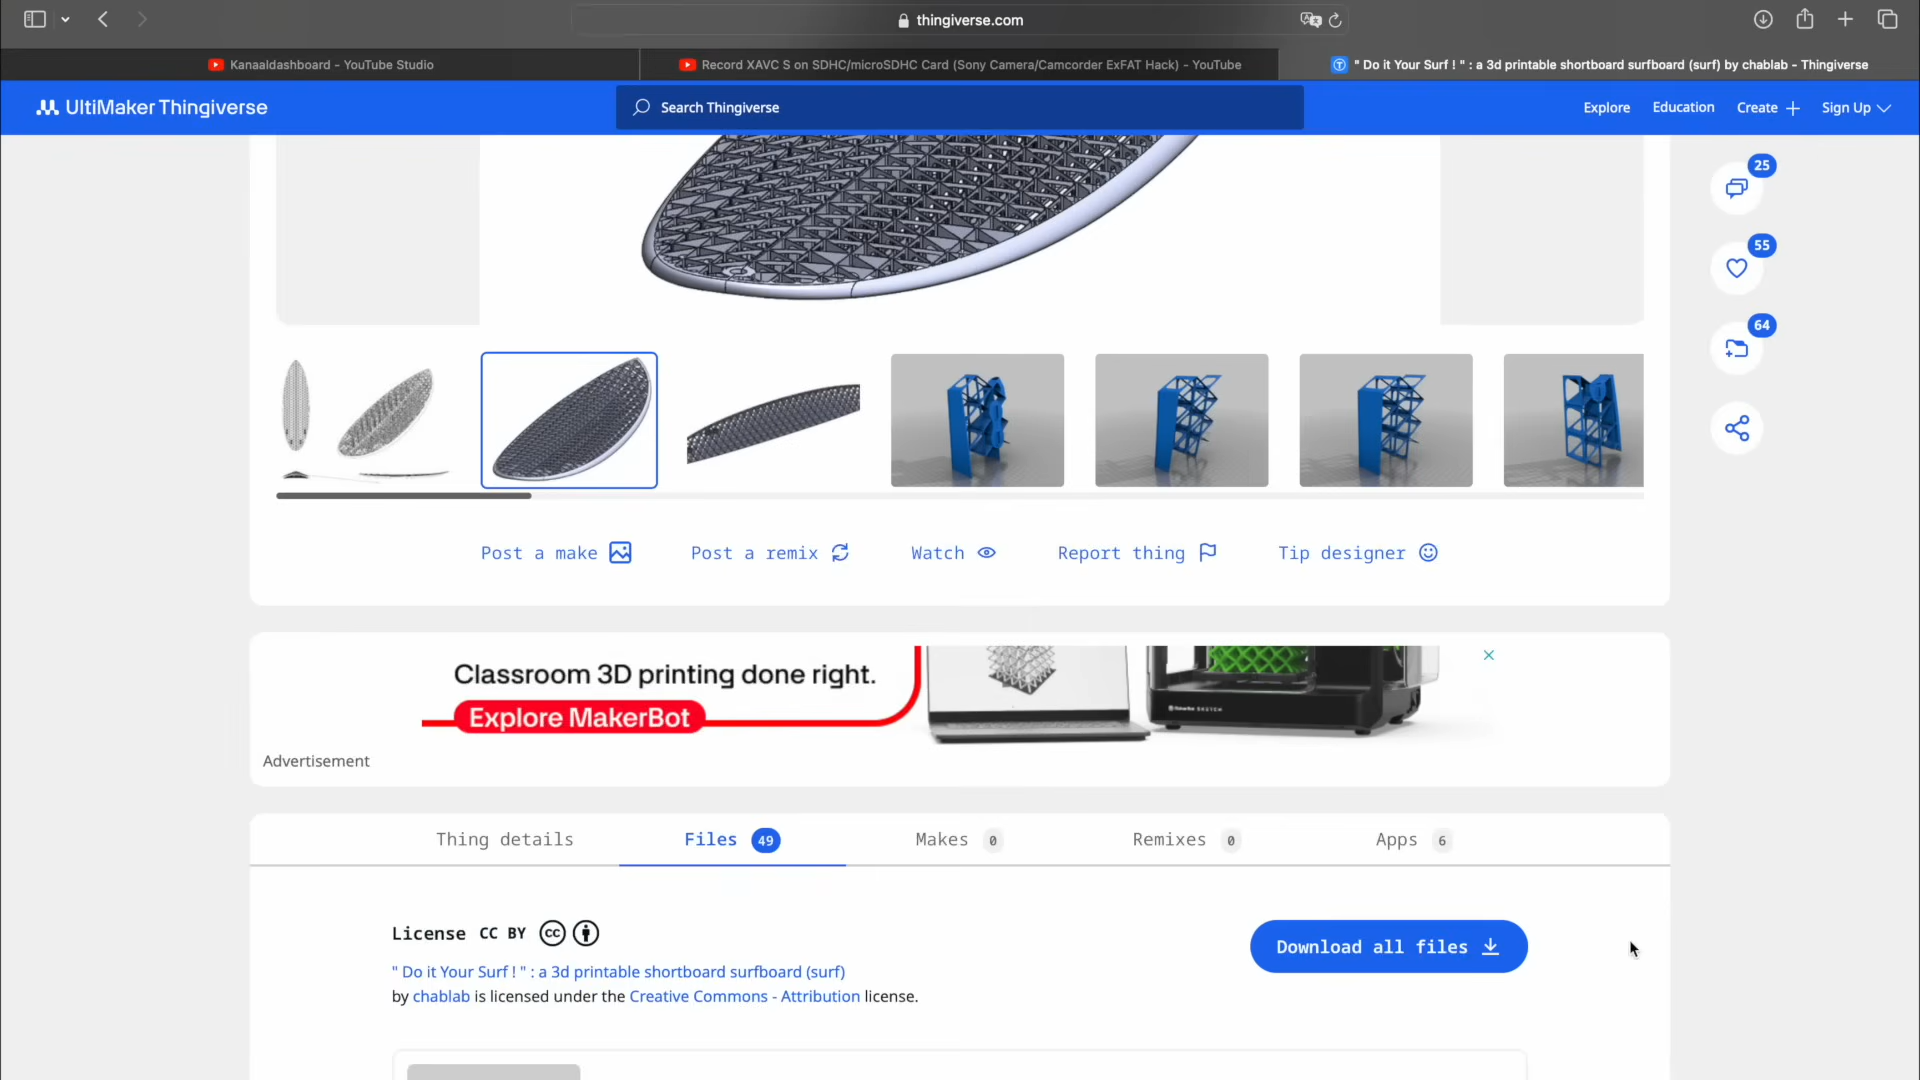 thingiverse.com
Kanaaldashboard - YouTube Studio
Record XAVC S on SDHC/microSDHC Card (Sony Camera/Camcorder ExFAT Hack) - YouTube
" Do it Your Surf ! " : a 3d printable shortboard surfboard (surf) by chablab - Thingiverse
UltiMaker Thingiverse
Search Thingiverse
Explore
Education
Create
Sign Up
25
55
64
Post a make
Post a remix
Watch
Report thing
Tip designer
Classroom 3D printing done right.
Explore MakerBot
MakerBot SKETCH
Advertisement
Thing details
Files 49
Makes 0
Remixes 0
Apps 6
License CC BY
cc
Download all files
" Do it Your Surf ! " : a 3d printable shortboard surfboard (surf)
by chablab is licensed under the Creative Commons - Attribution license.